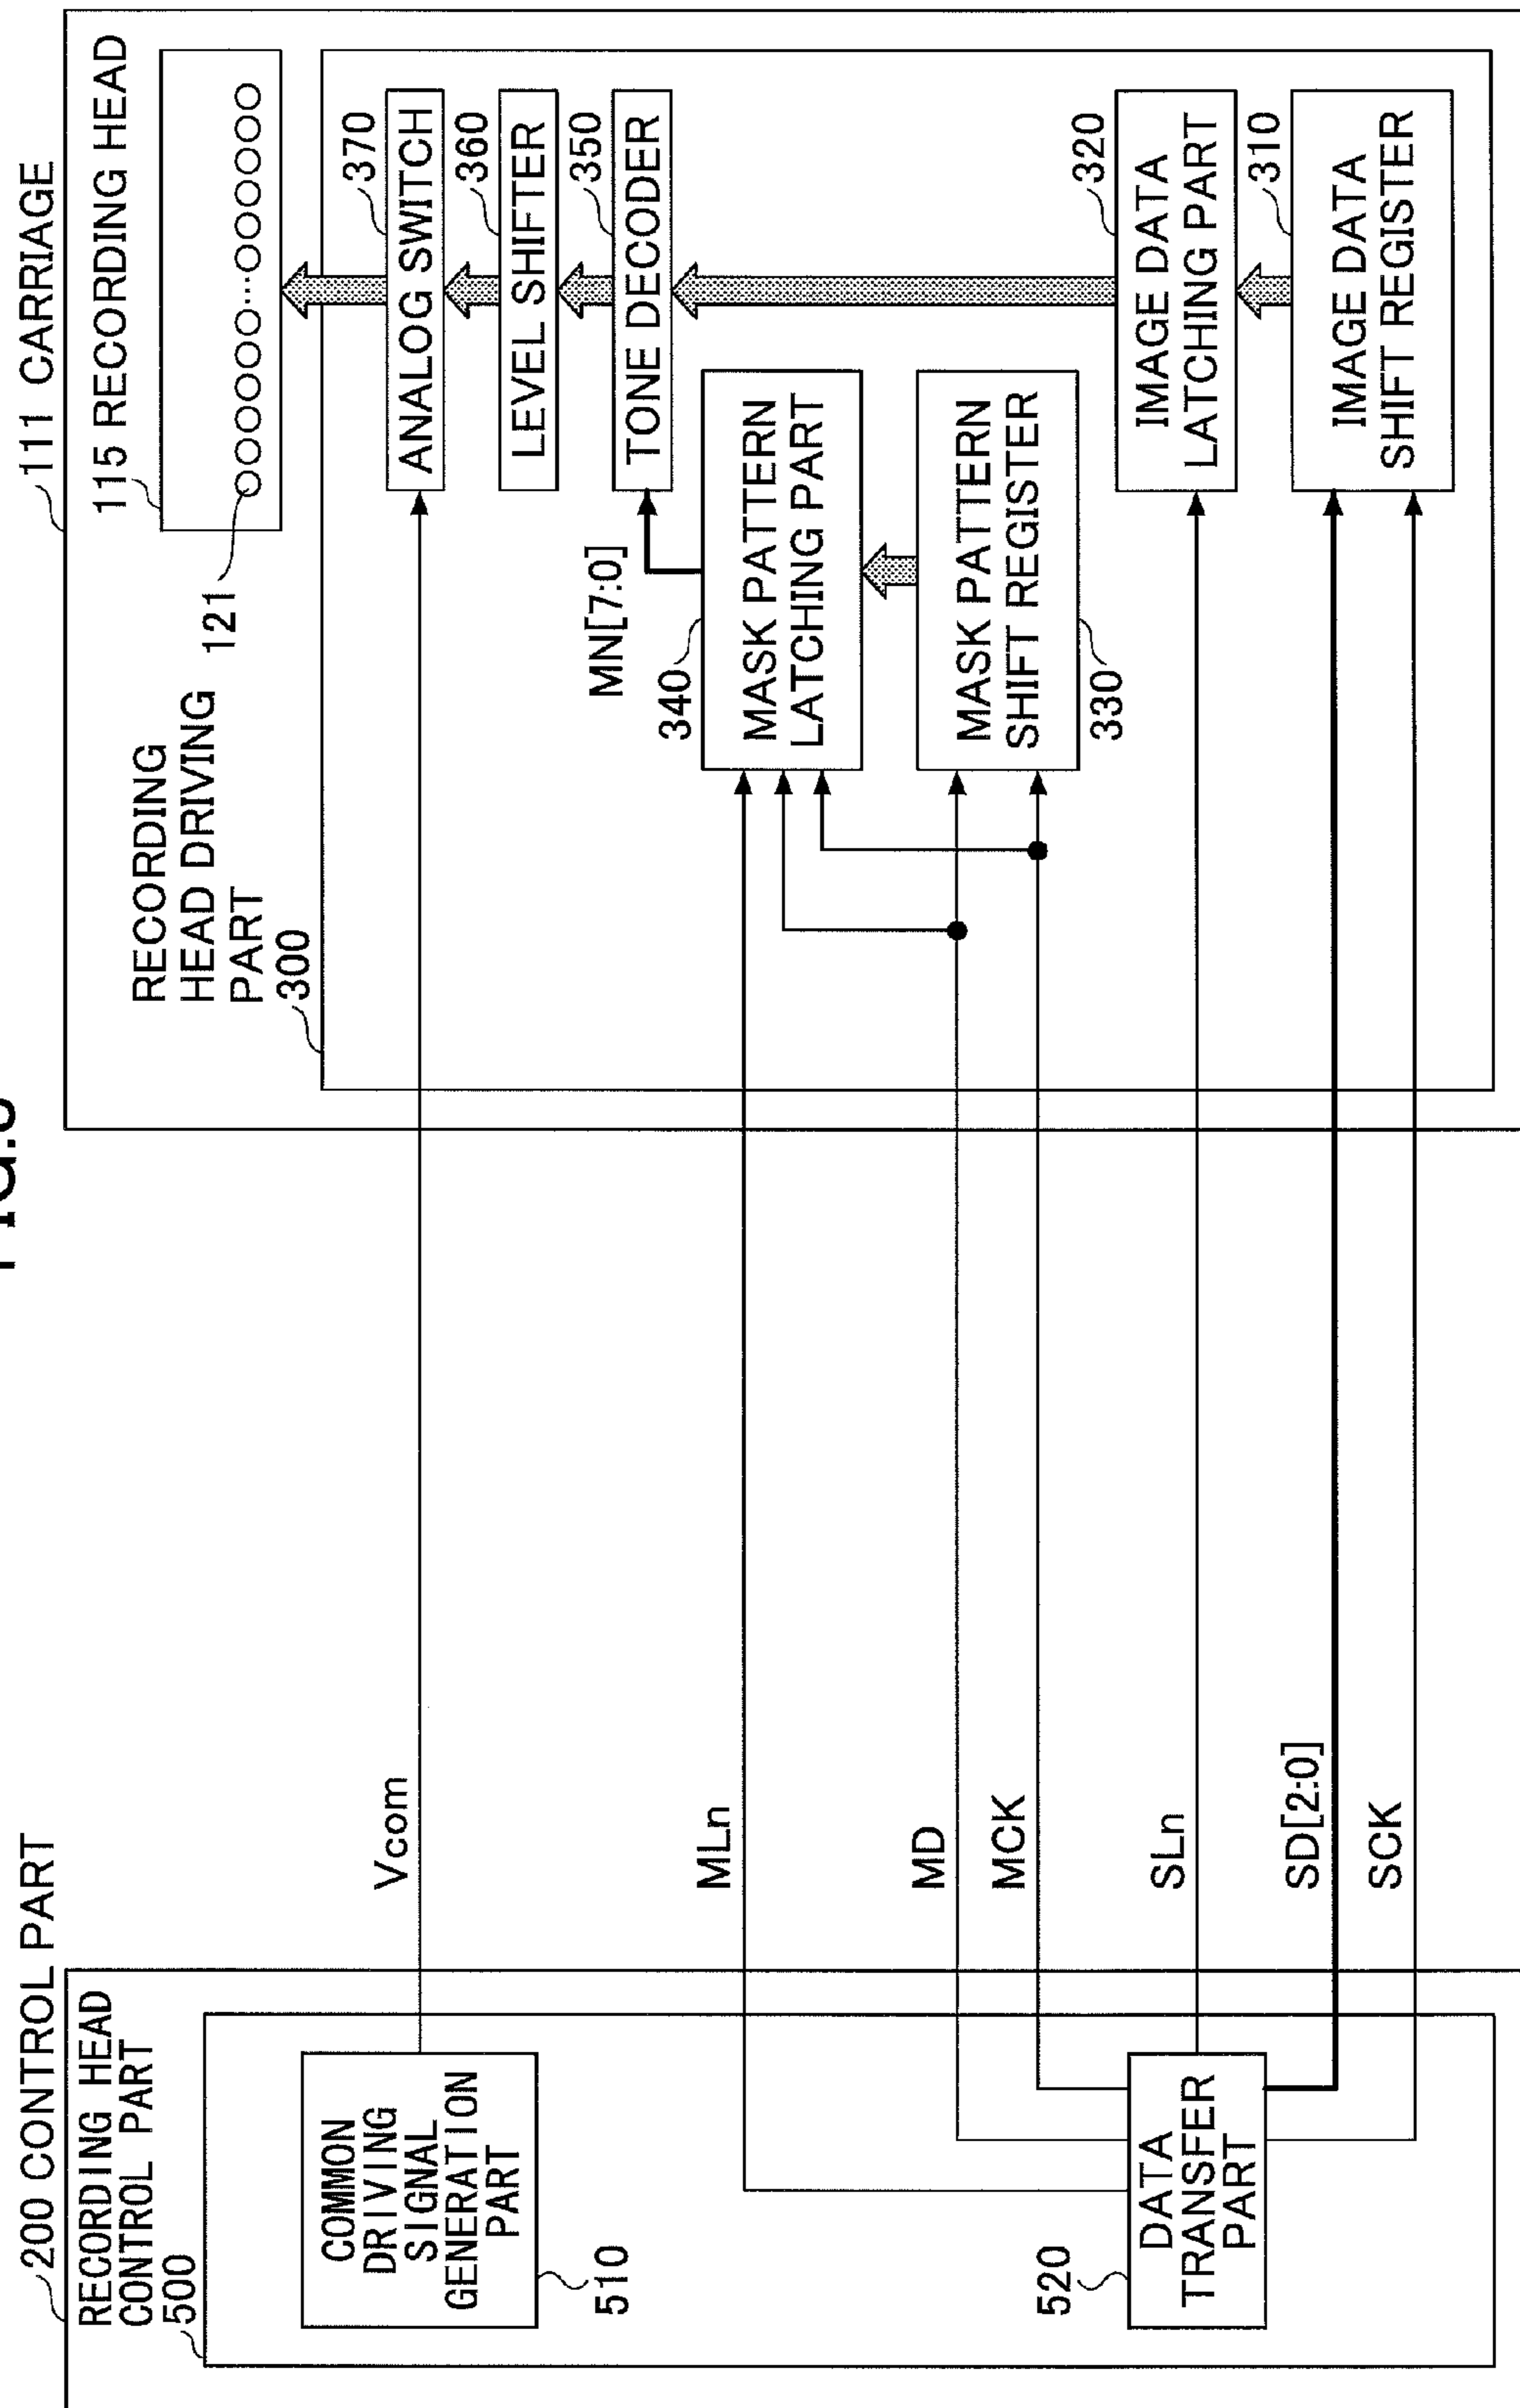 200 CONTROL PART
RECORDING HEAD
CONTROL PART
500
COMMON
DRIVING
SIGNAL
GENERATION
PART
510
520
DATA
TRANSFER
PART
Vcom
MLn
MD
MCK
SLn
SD[2:0]
SCK
111 CARRIAGE
115 RECORDING HEAD
121
RECORDING
HEAD DRIVING
PART
300
370
ANALOG SWITCH
360
LEVEL SHIFTER
350
TONE DECODER
MN[7:0]
340
MASK PATTERN
LATCHING PART
MASK PATTERN
SHIFT REGISTER
330
320
IMAGE DATA
LATCHING PART
310
IMAGE DATA
SHIFT REGISTER